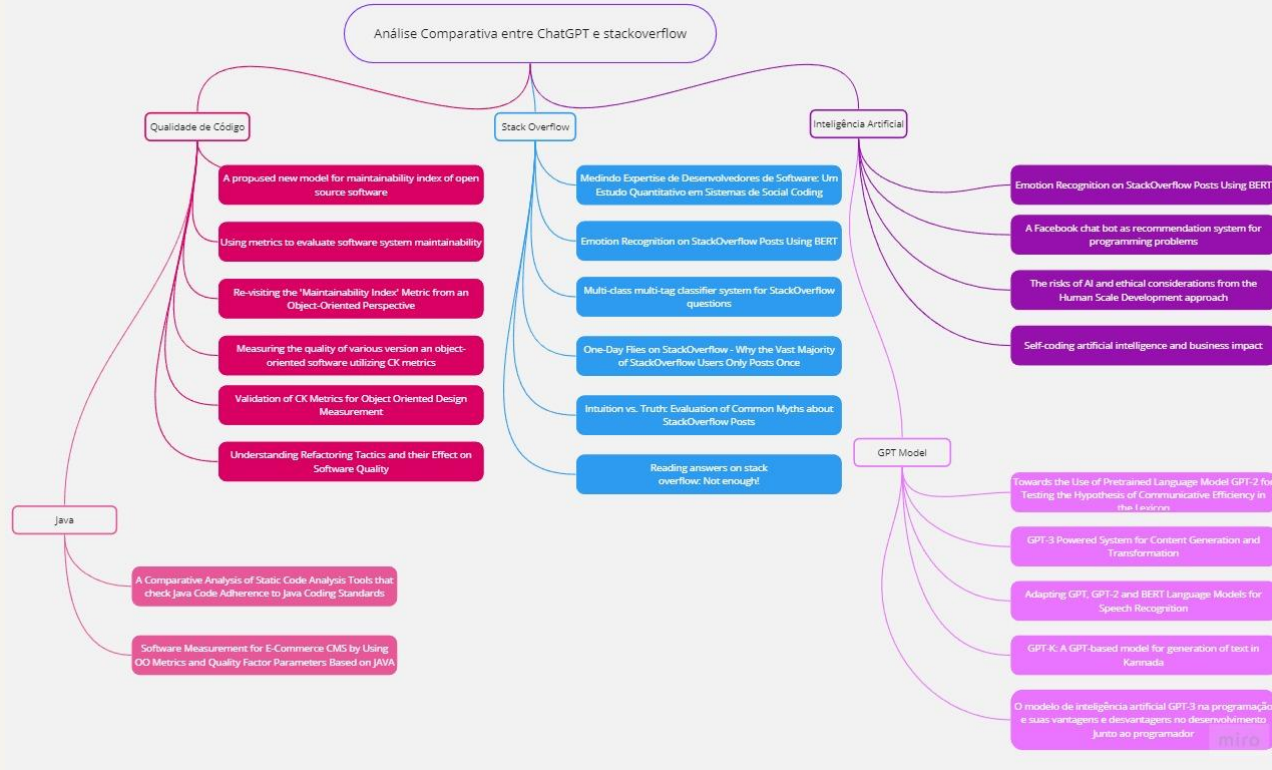 Análise Comparativa entre ChatGPT e stackoverflow
Qualidade de Código
A propused new model for maintainability index of open
source software
Using metrics to evaluate software system maintainability
Re-visiting the 'Maintainability Index' Metric from an
Object-Oriented Perspective
Measuring the quality of various version an object-
oriented software utilizing CK metrics
Validation of CK Metrics for Object Oriented Design
Measurement
Understanding Refactoring Tactics and their Effect on
Software Quality
Java
A Comparative Analysis of Static Code Analysis Tools that
check Java Code Adherence to Java Coding Standards
Software Measurement for E-Commerce CMS by Using
OO Metrics and Quality Factor Parameters Based on JAVA
Stack Overflow
Medindo Expertise de Desenvolvedores de Software: Um
Estudo Quantitativo em Sistemas de Social Coding
Emotion Recognition on StackOverflow Posts Using BERT
Multi-class multi-tag classifier system for StackOverflow
questions
One-Day Flies on StackOverflow - Why the Vast Majority
of StackOverflow Users Only Posts Once
Intuition vs. Truth: Evaluation of Common Myths about
StackOverflow Posts
Reading answers on stack
overflow: Not enough!
Inteligência Artificial
Emotion Recognition on StackOverflow Posts Using BERT
A Facebook chat bot as recommendation system for
programming problems
The risks of AI and ethical considerations from the
Human Scale Development approach
Self-coding artificial intelligence and business impact
GPT Model
Towards the Use of Pretrained Language Model GPT-2 for
Testing the Hypothesis of Communicative Efficiency in
the Lexicon
GPT-3 Powered System for Content Generation and
Transformation
Adapting GPT, GPT-2 and BERT Language Models for
Speech Recognition
GPT-K: A GPT-based model for generation of text in
Kannada
O modelo de inteligência artificial GPT-3 na programação
e suas vantagens e desvantagens no desenvolvimento
junto ao programador
miro